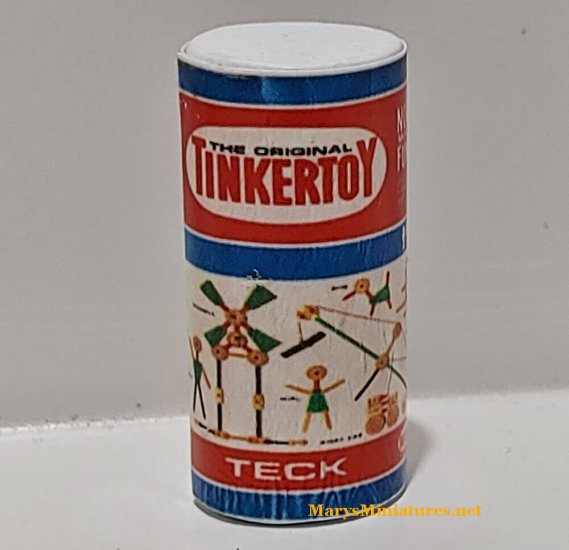 THE ORIGINAL
TINKERTOY
TECK
MarysMiniatures.net